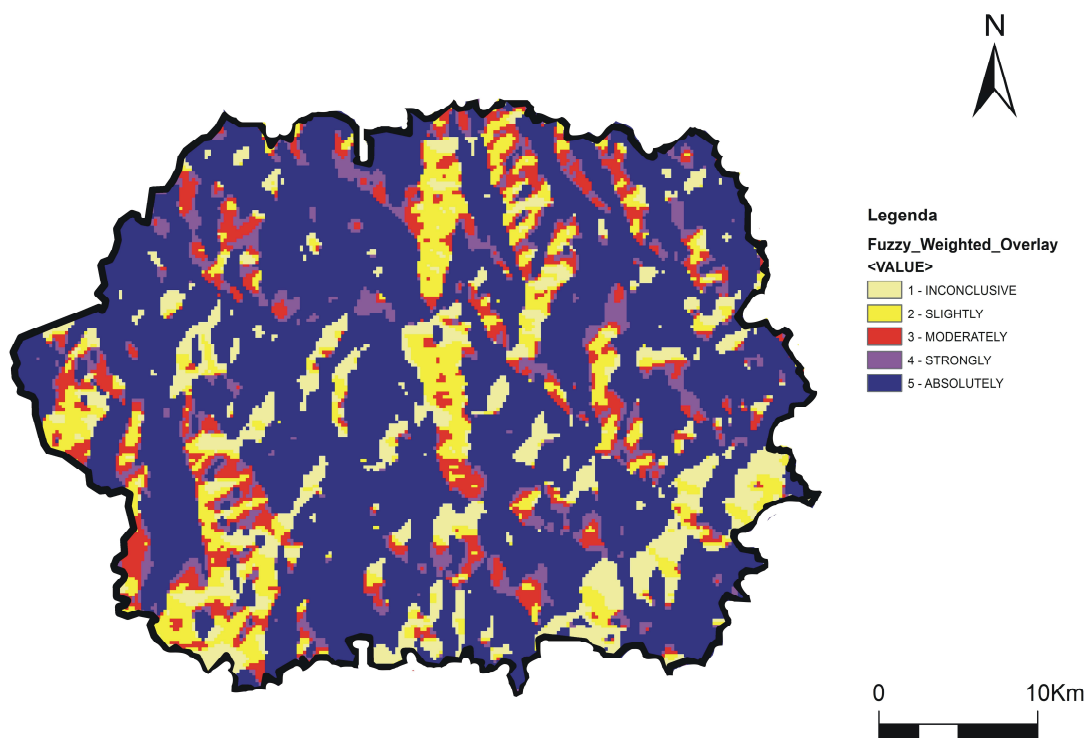 N
Legenda
Fuzzy_Weighted_Overlay
<VALUE>
1 - INCONCLUSIVE
2 - SLIGHTLY
3 - MODERATELY
4 - STRONGLY
5 - ABSOLUTELY
0 10Km